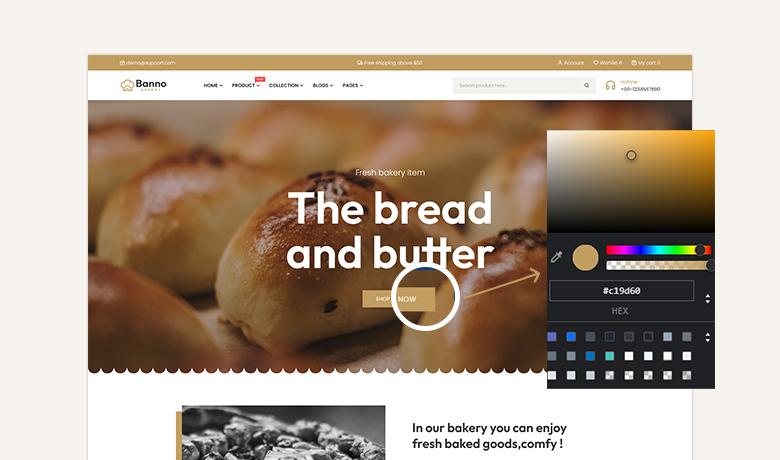 demo@support.com
Free shipping above $50
Account
Wishlist 6
My cart 0
Banno
BAKERY
HOME
PRODUCT
COLLECTION
BLOGS
PAGES
Search product here...
Hotline:
+00-1234567890
Fresh bakery item
The bread
and butter
SHOP NOW
#c19d60
HEX
In our bakery you can enjoy
fresh baked goods,comfy !